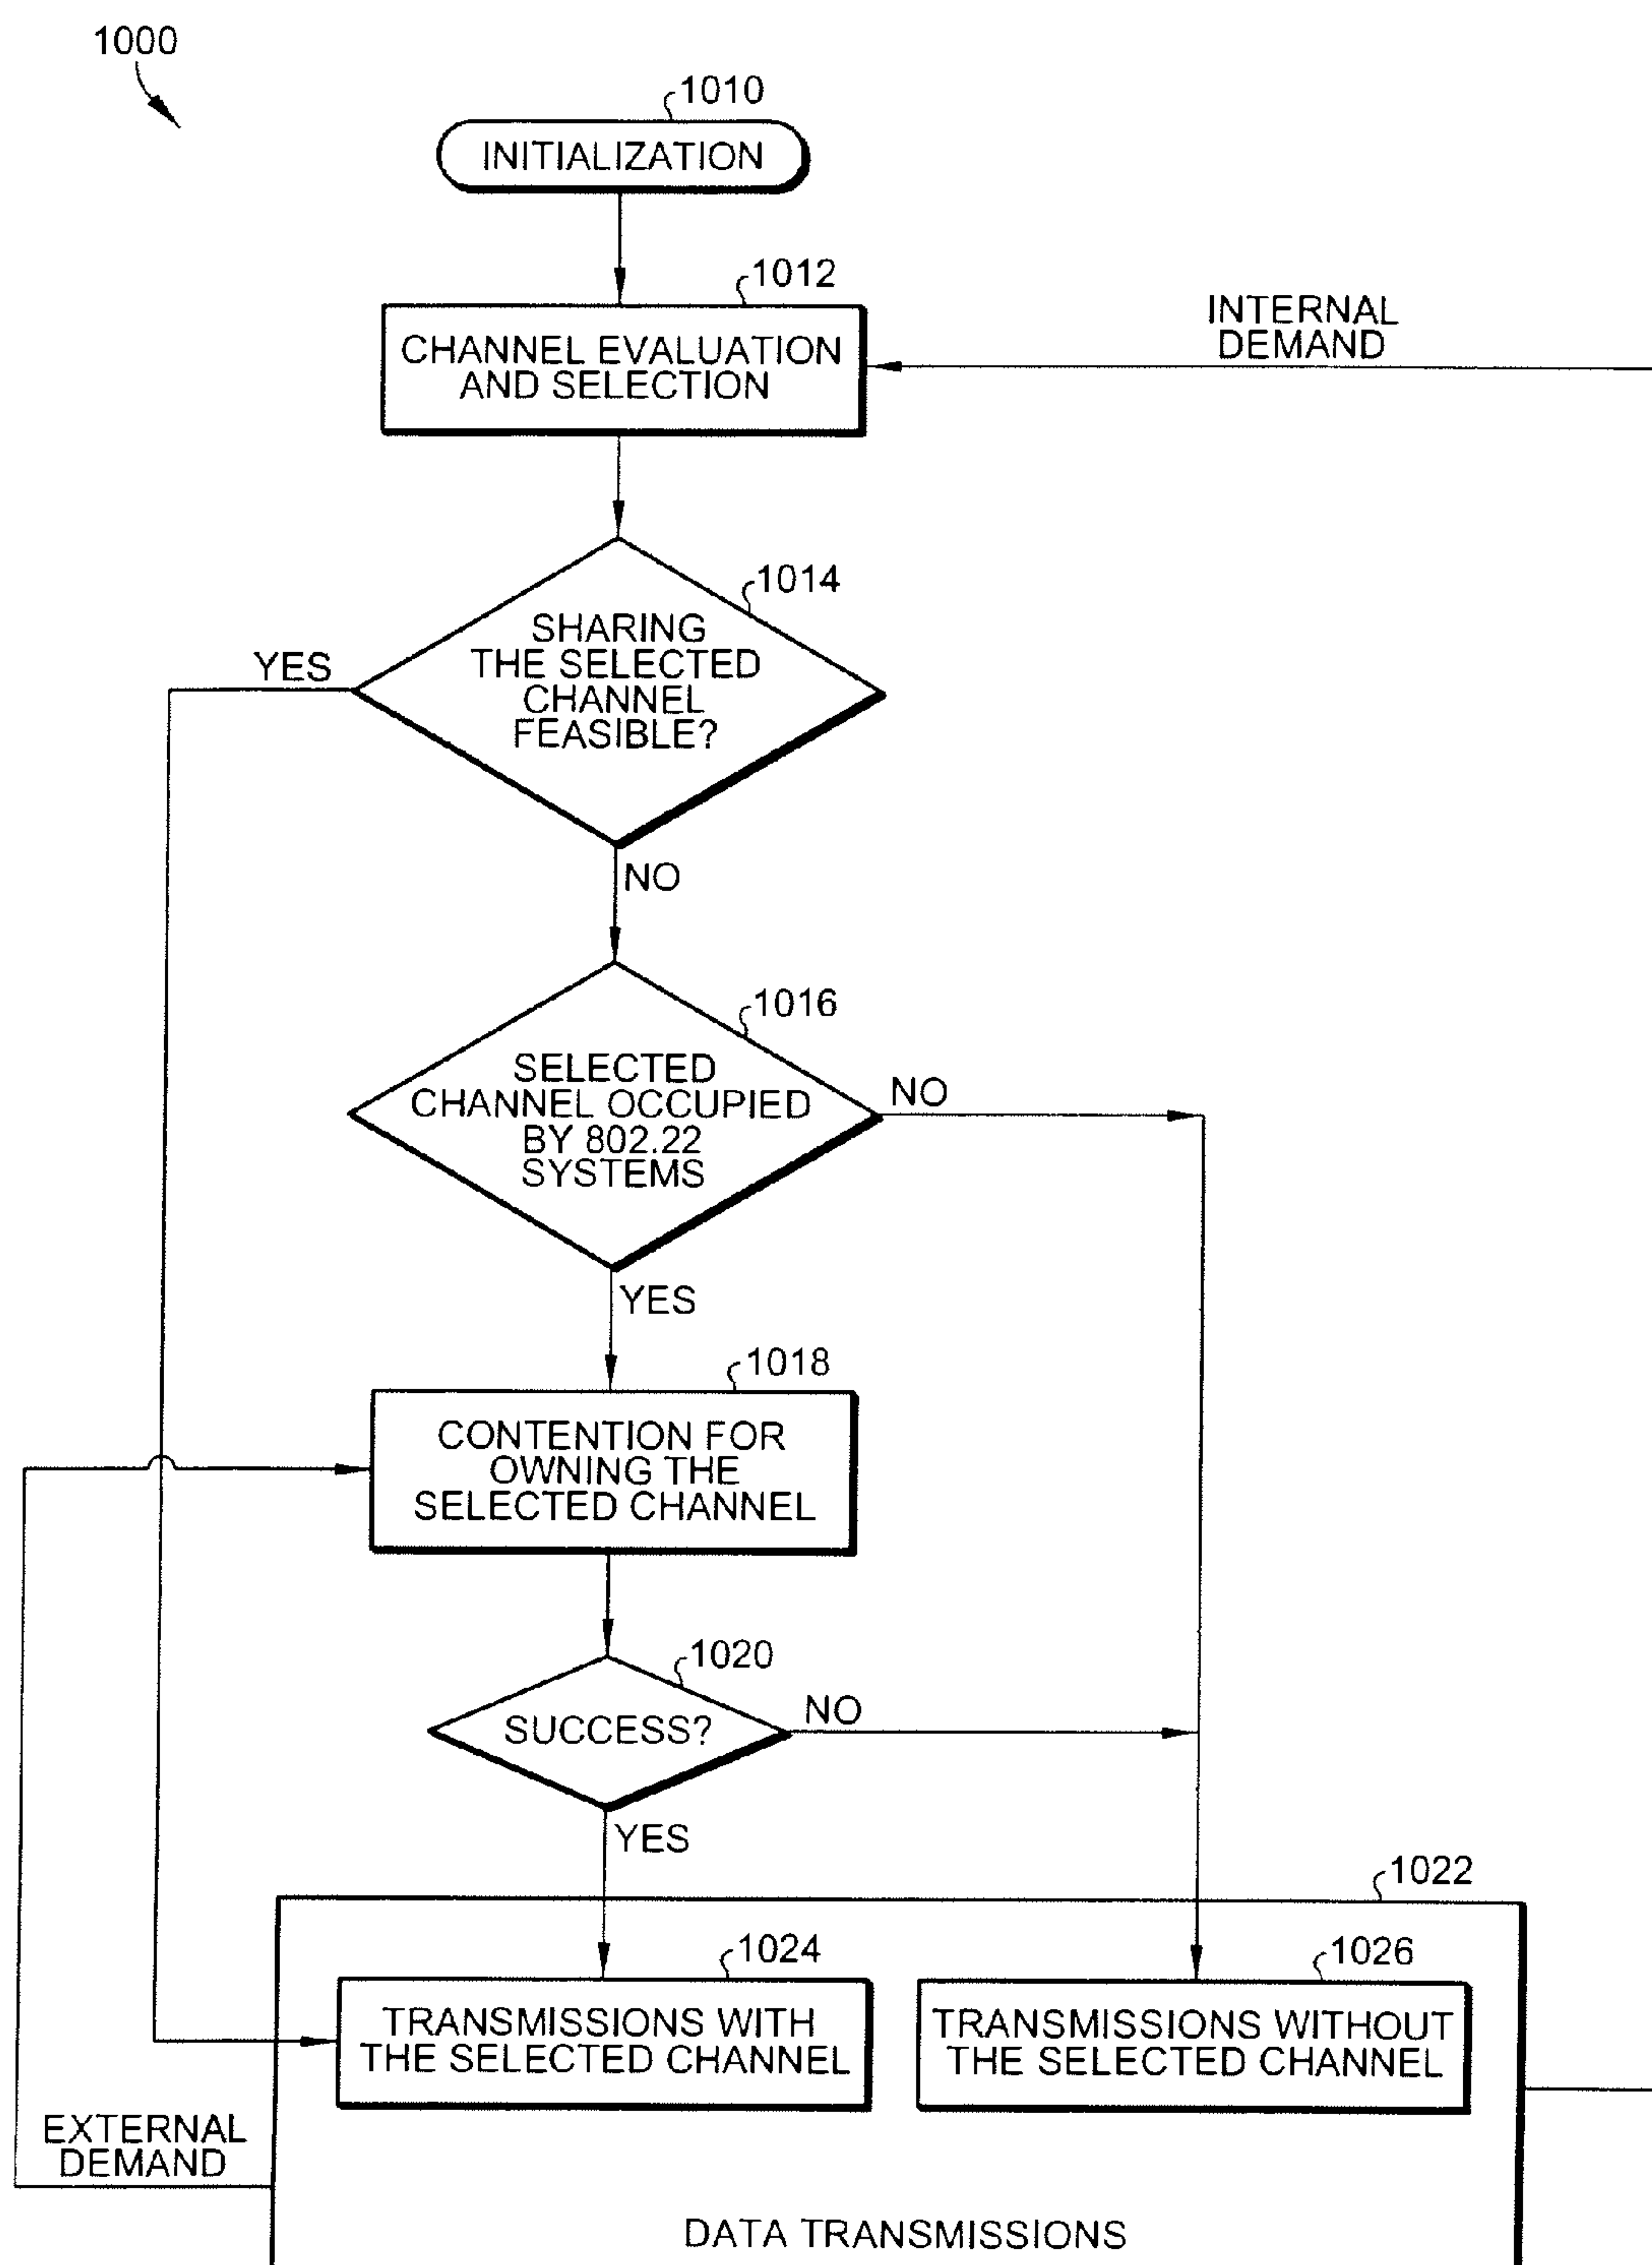 1000
1010
INITIALIZATION
1012
CHANNEL EVALUATION
AND SELECTION
INTERNAL
DEMAND
1014
SHARING
THE SELECTED
CHANNEL
FEASIBLE?
YES
NO
1016
SELECTED
CHANNEL OCCUPIED
BY 802.22
SYSTEMS
NO
YES
1018
CONTENTION FOR
OWNING THE
SELECTED CHANNEL
1020
SUCCESS?
NO
YES
1022
1024
TRANSMISSIONS WITH
THE SELECTED CHANNEL
1026
TRANSMISSIONS WITHOUT
THE SELECTED CHANNEL
EXTERNAL
DEMAND
DATA TRANSMISSIONS